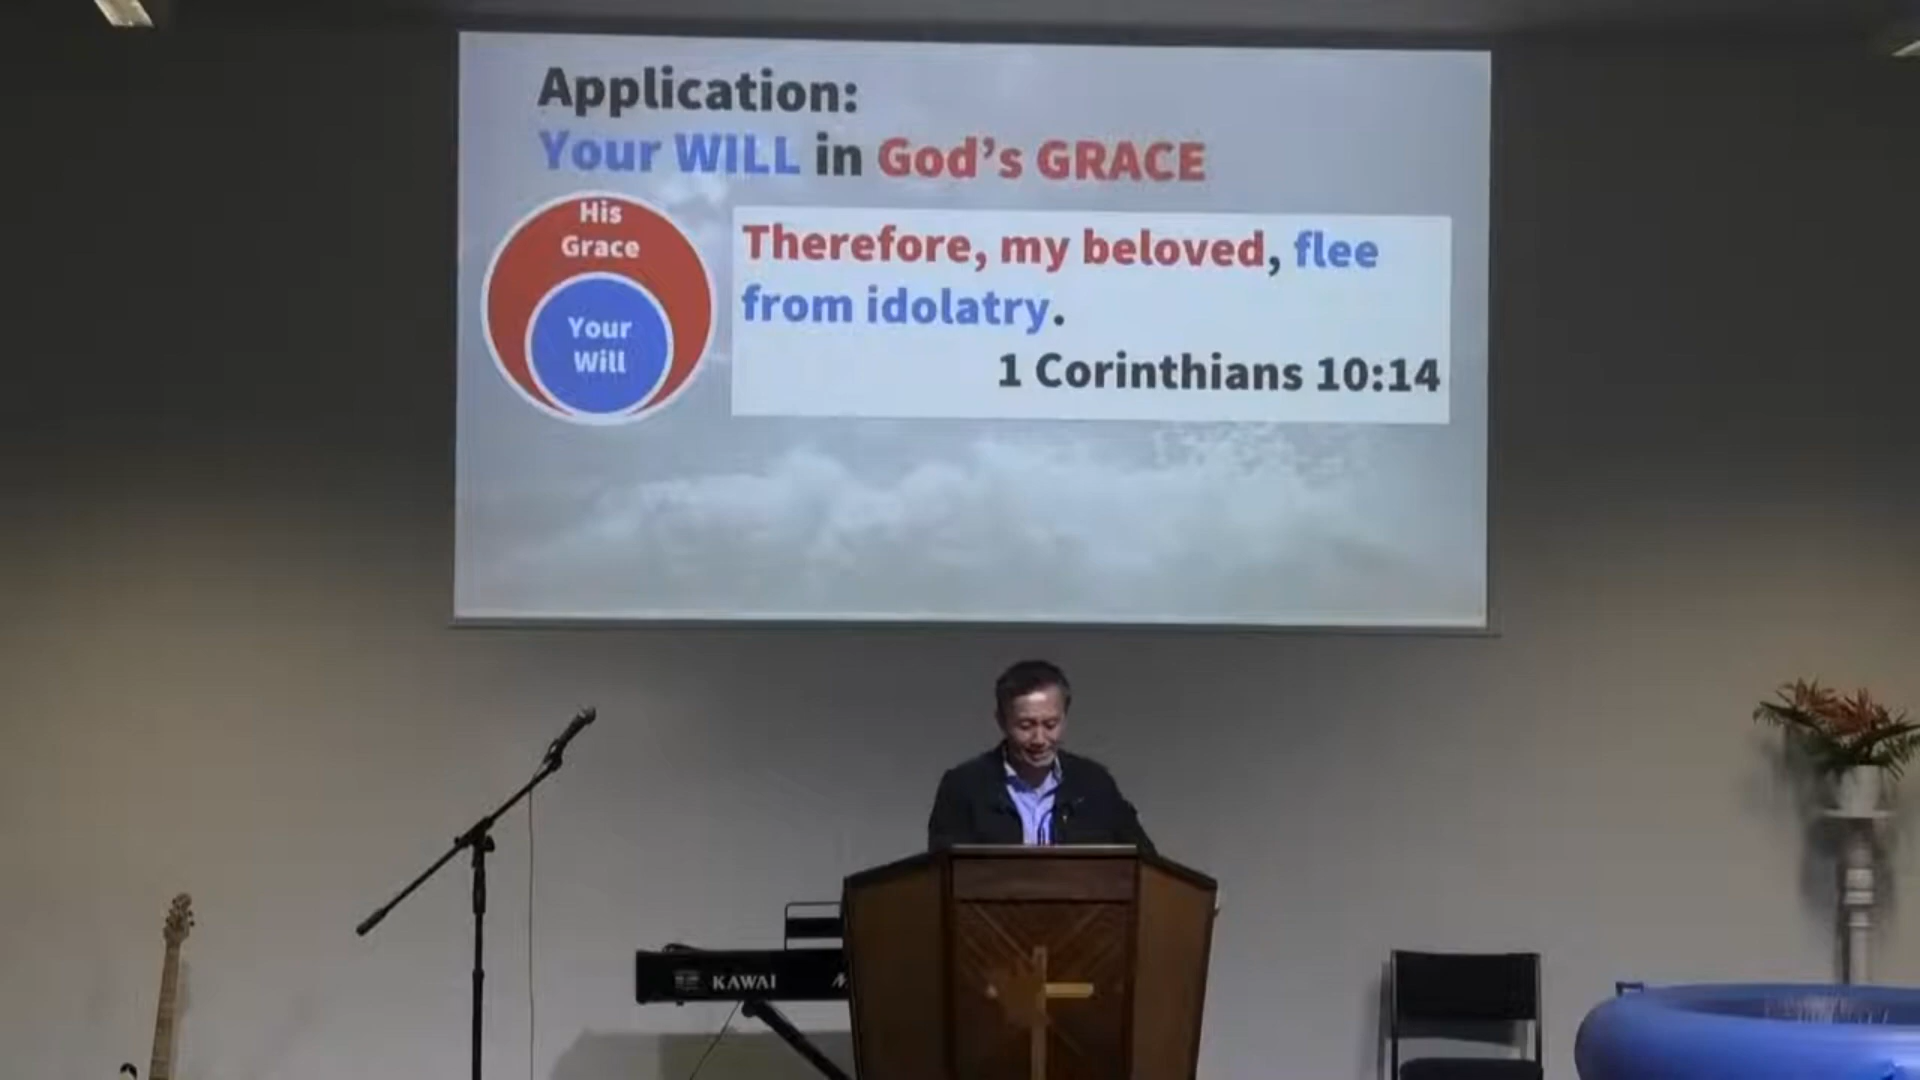 Application:
Your WILL in God's GRACE
His
Grace
Your
Will
Therefore, my beloved, flee
from idolatry.
1 Corinthians 10:14
KAWAI